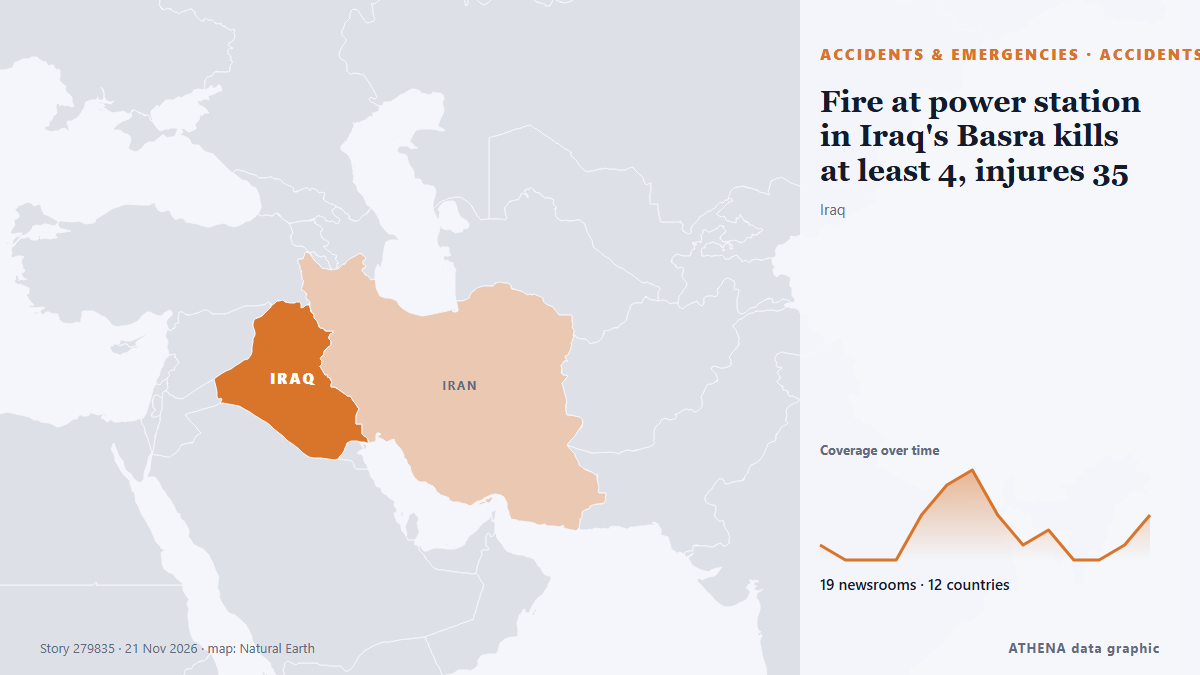 ACCIDENTS & EMERGENCIES · ACCIDENTS
Fire at power station
in Iraq's Basra kills
at least 4, injures 35
Iraq
IRAQ
IRAN
Coverage over time
19 newsrooms · 12 countries
Story 279835 · 21 Nov 2026 · map: Natural Earth
ATHENA data graphic